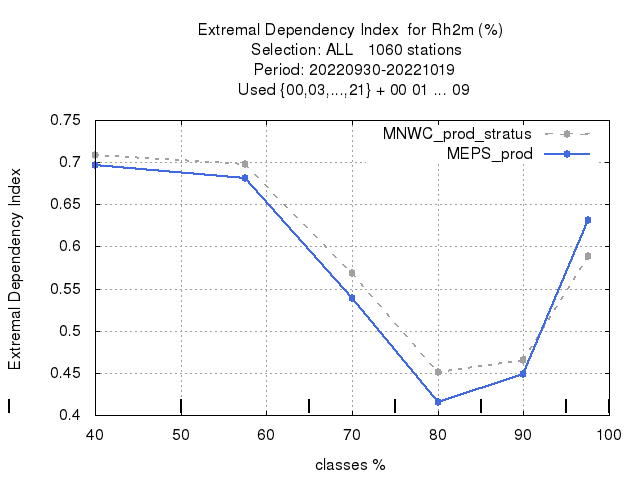 Extremal Dependency Index  for Rh2m (%)
Selection: ALL   1060 stations
Period: 20220930-20221019
Used {00,03,...,21} + 00 01 ... 09
MNWC_prod_stratus
MEPS_prod
Extremal Dependency Index
0.75
0.7
0.65
0.6
0.55
0.5
0.45
0.4
40 50 60 70 80 90 100
classes %